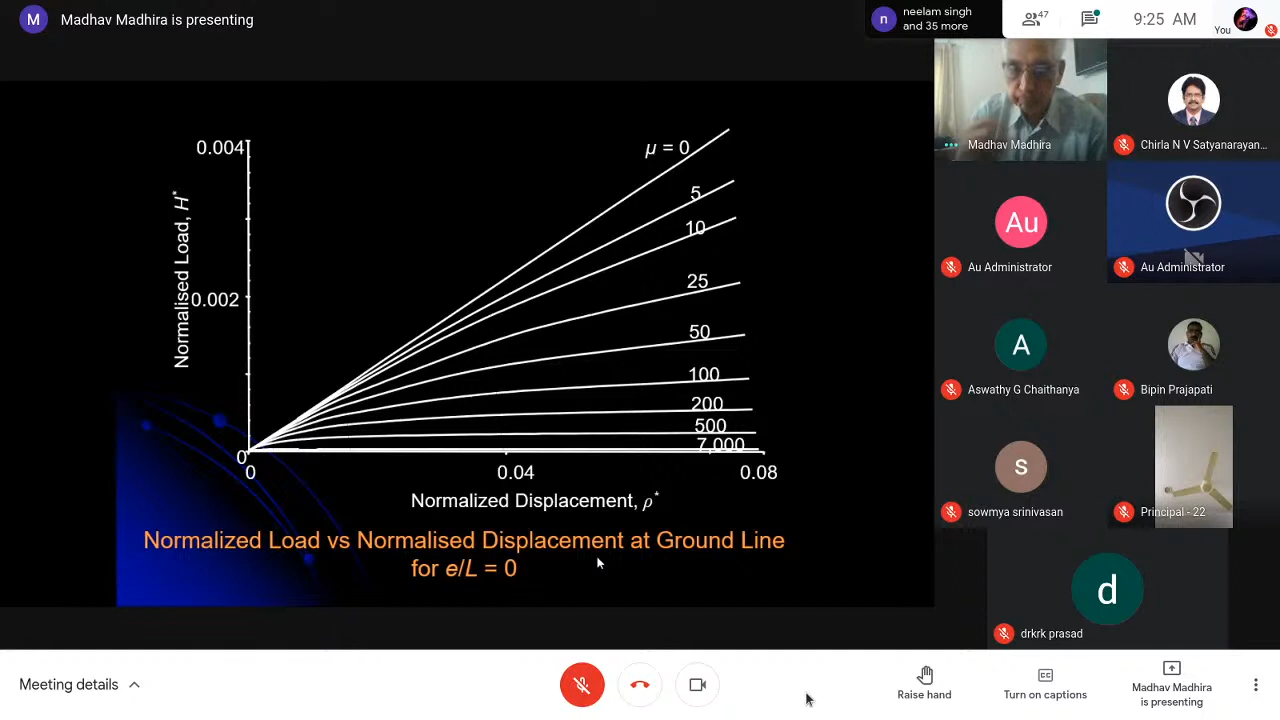 M
Madhav Madhira is presenting
n
neelam singh
and 35 more
47
9:25 AM
You
0.004
0.002
0
Normalised Load, H*
μ = 0
5
10
25
50
100
200
500
7,000
0
0.04
0.08
Normalized Displacement, ρ*
Normalized Load vs Normalised Displacement at Ground Line
for e/L = 0
Madhav Madhira
Chirla N V Satyanarayan...
Au
Au Administrator
Au Administrator
A
Aswathy G Chaithanya
Bipin Prajapati
s
sowmya srinivasan
Principal - 22
d
drkrk prasad
Meeting details
Raise hand
CC
Turn on captions
Madhav Madhira
is presenting